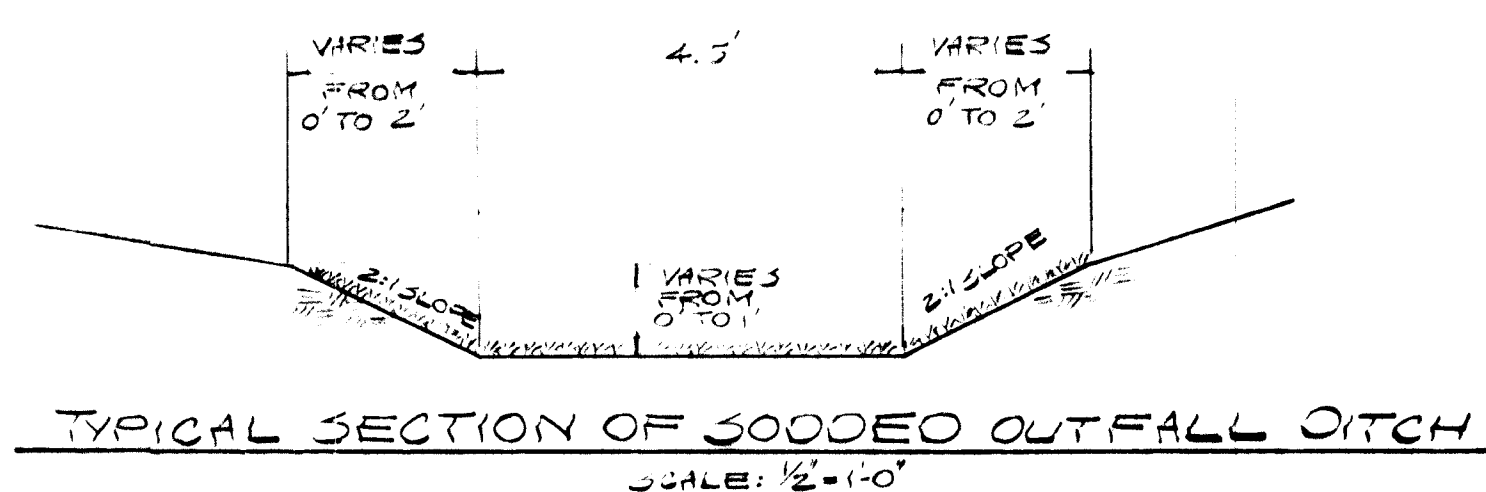 VARIES
FROM
0' TO 2'
4.5'
VARIES
FROM
0' TO 2'
2:1 SLOPE
VARIES
FROM
0' TO 1'
2:1 SLOPE
TYPICAL SECTION OF SODDED OUTFALL DITCH
SCALE: 1/2"=1'-0"